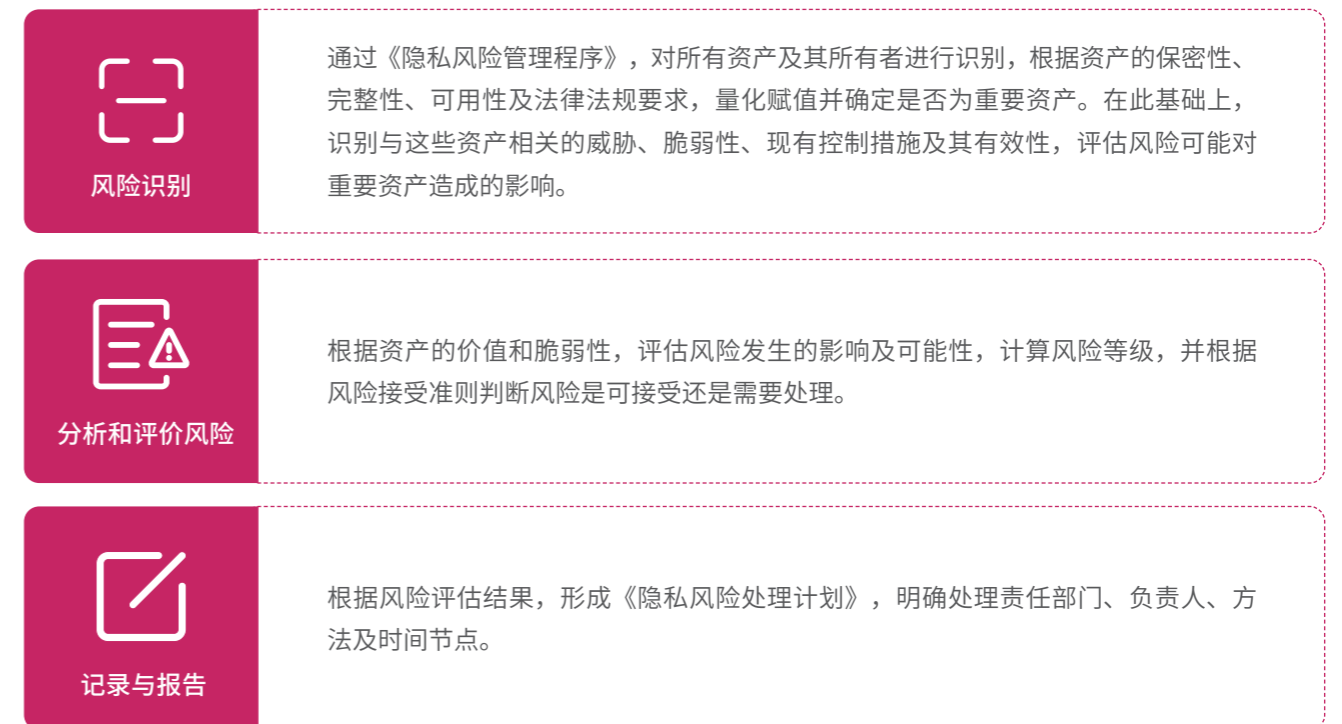 风险识别
通过《隐私风险管理程序》，对所有资产及其所有者进行识别，根据资产的保密性、
完整性、可用性及法律法规要求，量化赋值并确定是否为重要资产。在此基础上，
识别与这些资产相关的威胁、脆弱性、现有控制措施及其有效性，评估风险可能对
重要资产造成的影响。
分析和评价风险
根据资产的价值和脆弱性，评估风险发生的影响及可能性，计算风险等级，并根据
风险接受准则判断风险是可接受还是需要处理。
记录与报告
根据风险评估结果，形成《隐私风险处理计划》，明确处理责任部门、负责人、方
法及时间节点。